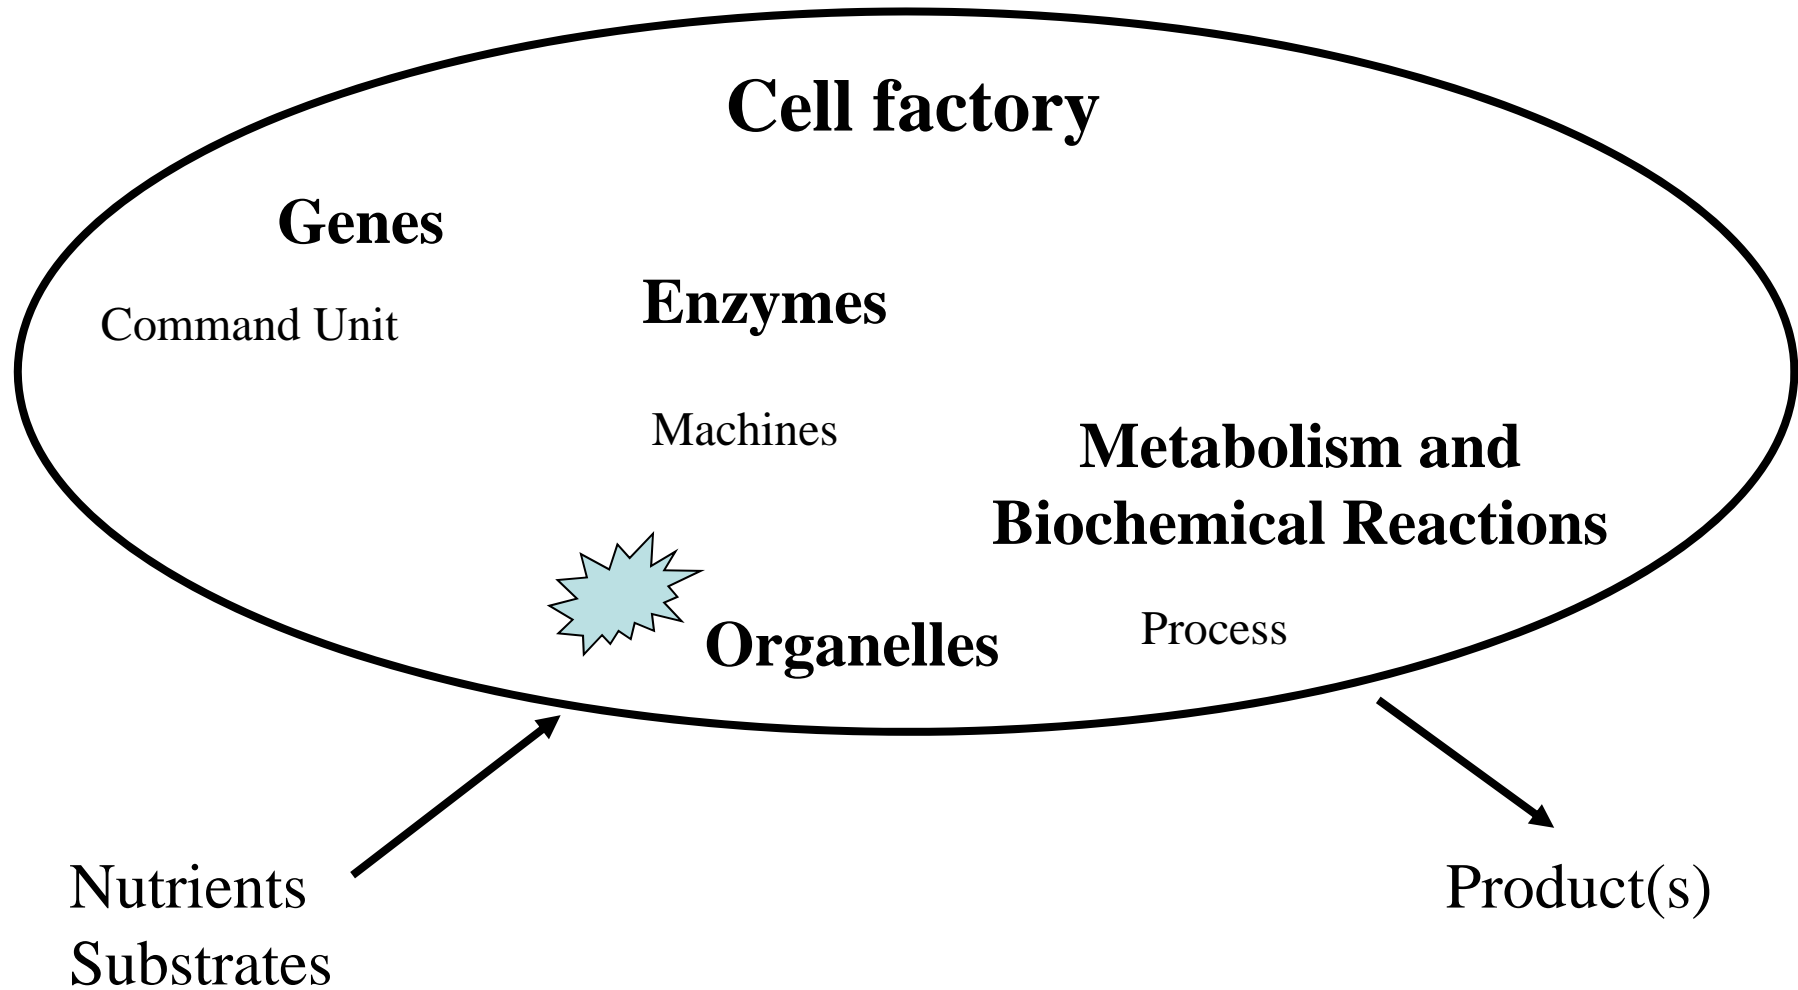 Cell factory
Genes
Command Unit
Enzymes
Machines
Metabolism and
Biochemical Reactions
Process
Organelles
Nutrients
Substrates
Product(s)